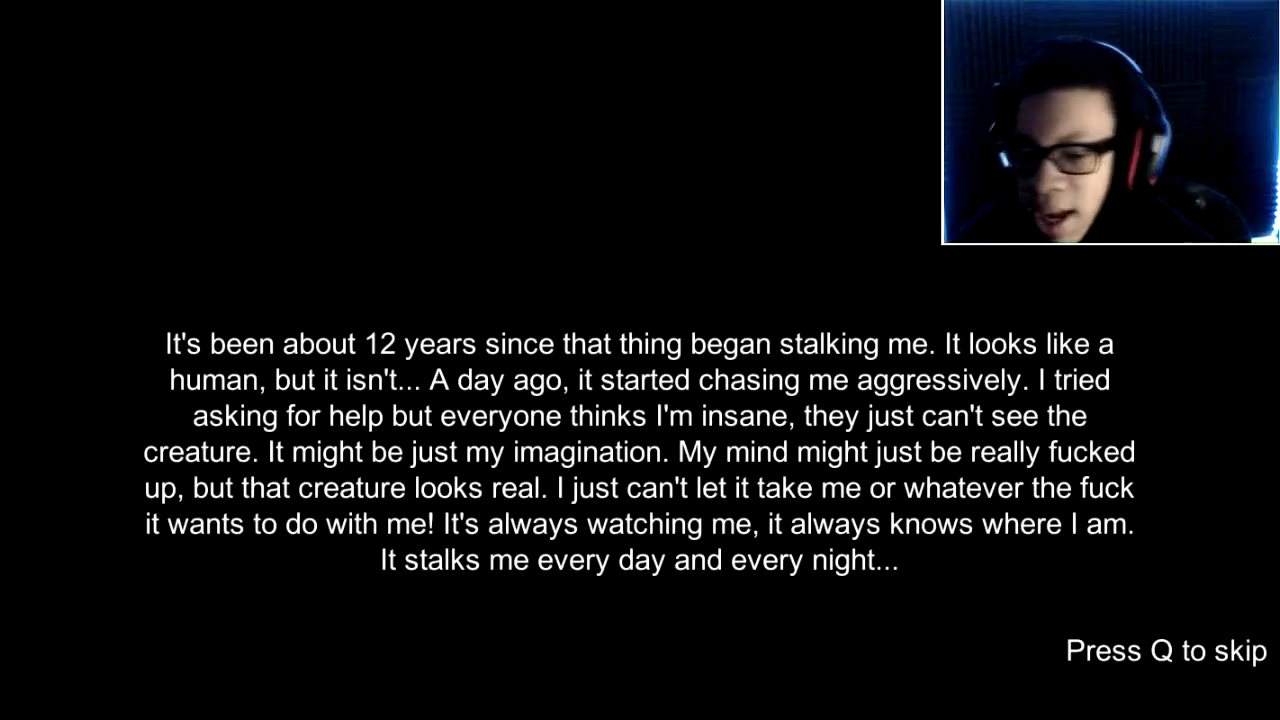 It's been about 12 years since that thing began stalking me. It looks like a
human, but it isn't... A day ago, it started chasing me aggressively. I tried
asking for help but everyone thinks I'm insane, they just can't see the
creature. It might be just my imagination. My mind might just be really fucked
up, but that creature looks real. I just can't let it take me or whatever the fuck
it wants to do with me! It's always watching me, it always knows where I am.
It stalks me every day and every night...
Press Q to skip